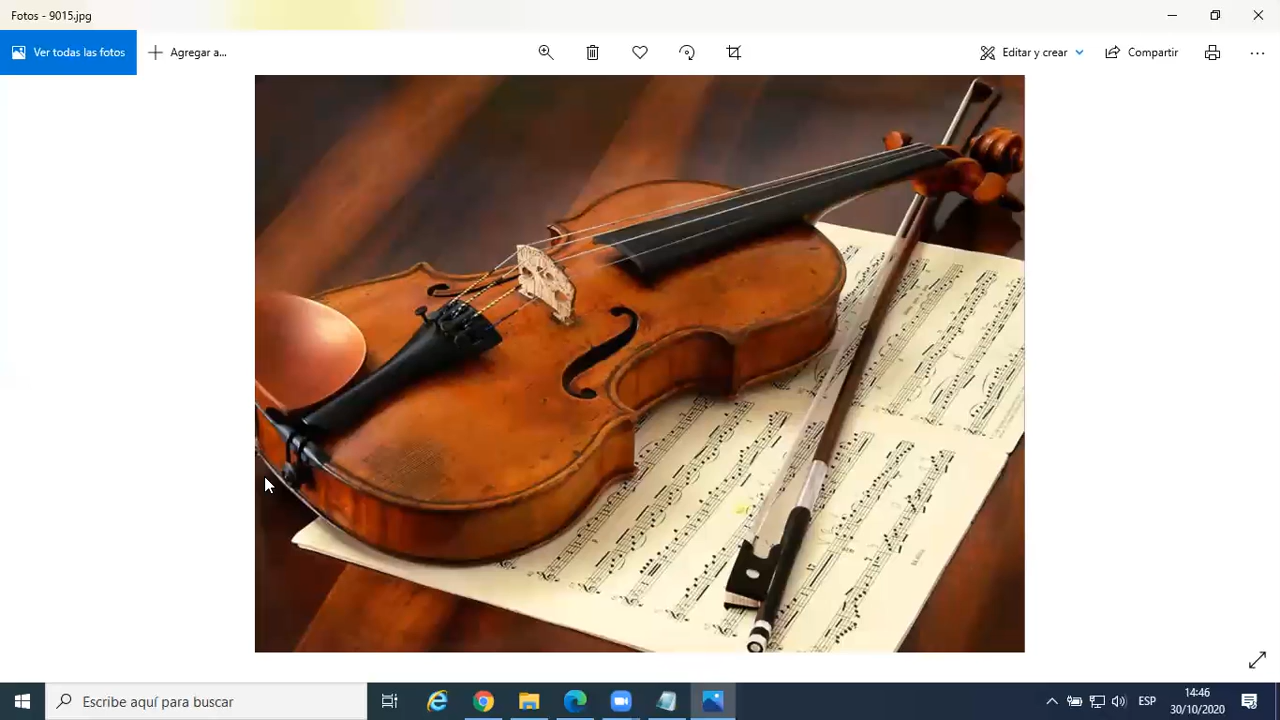 Fotos - 9015.jpg
Ver todas las fotos
Agregar a...
Editar y crear
Compartir
Escribe aquí para buscar
ESP
14:46
30/10/2020